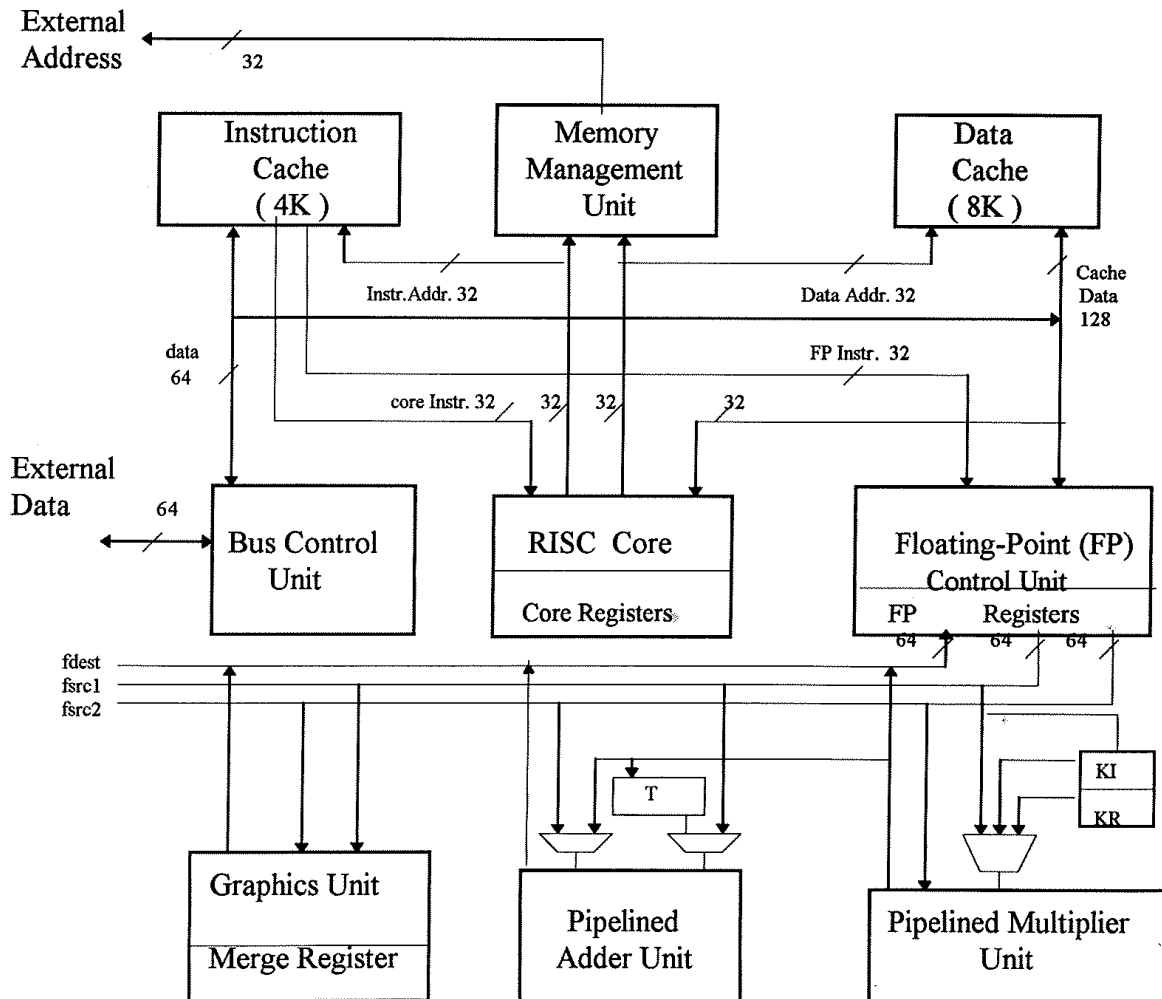 External
Address
32
Instruction
Cache
( 4K )
Memory
Management
Unit
Data
Cache
( 8K )
Instr.Addr. 32
Data Addr. 32
Cache
Data
128
data
64
FP Instr. 32
core Instr. 32
32
32
32
External
Data
64
Bus Control
Unit
RISC Core
Core Registers
Floating-Point (FP)
Control Unit
FP Registers
64 64 64
fdest
fsrc1
fsrc2
T
KI
KR
Graphics Unit
Merge Register
Pipelined
Adder Unit
Pipelined Multiplier
Unit